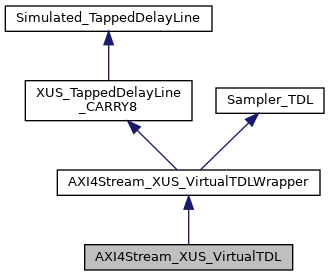 Simulated_TappedDelayLine
XUS_TappedDelayLine
_CARRY8
Sampler_TDL
AXI4Stream_XUS_VirtualTDLWrapper
AXI4Stream_XUS_VirtualTDL